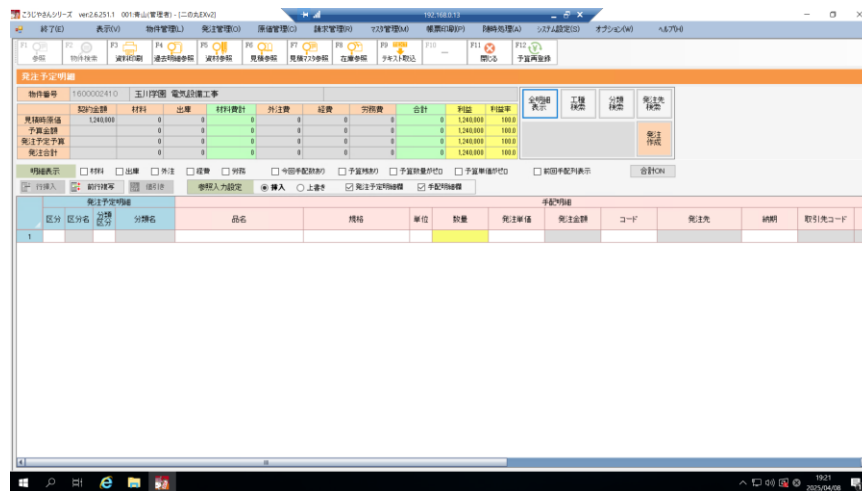 こうじやさんシリーズ ver2.6.251.1 001:青山(管理者) - [二の丸EXv2]
192.168.0.13
終了(E) 表示(V) 物件管理(L) 発注管理(O) 原価管理(C) 請求管理(R) マスタ管理(M) 帳票印刷(P) 随時処理(A) システム設定(S) オプション(W) ヘルプ(H)
F1 F2 F3 F4 F5 F6 F7 F8 F9 F10 F11 F12
参照 物件検索 資料印刷 過去明細参照 資材参照 見積参照 見積マスタ参照 在庫参照 テキスト取込 閉じる 予算再登録
発注予定明細
物件番号 1600002410 玉川学園 電気設備工事
契約金額 材料 出庫 材料費計 外注費 経費 労務費 合計 利益 利益率
見積時原価 1,240,000 0 0 0 0 0 0 0 1,240,000 100.0
予算金額 0 0 0 0 0 0 0 1,240,000 100.0
発注予定予算 0 0 0 0 0 0 0 1,240,000 100.0
発注合計 0 0 0 0 0 0 0 1,240,000 100.0
全明細表示 工種検索 分類検索 発注先検索
発注作成
明細表示 材料 出庫 外注 経費 労務 今回手配数あり 予算残あり 予算数量がゼロ 予算単価がゼロ 前回手配列表示 合計ON
行挿入 前行複写 値引き 参照入力設定 挿入 上書き 発注予定明細欄 手配明細欄
発注予定明細 手配明細
区分 区分名 分類区分 分類名 品名 規格 単位 数量 発注単価 発注金額 コード 発注先 納期 取引先コード
1
19:21
2025/04/08